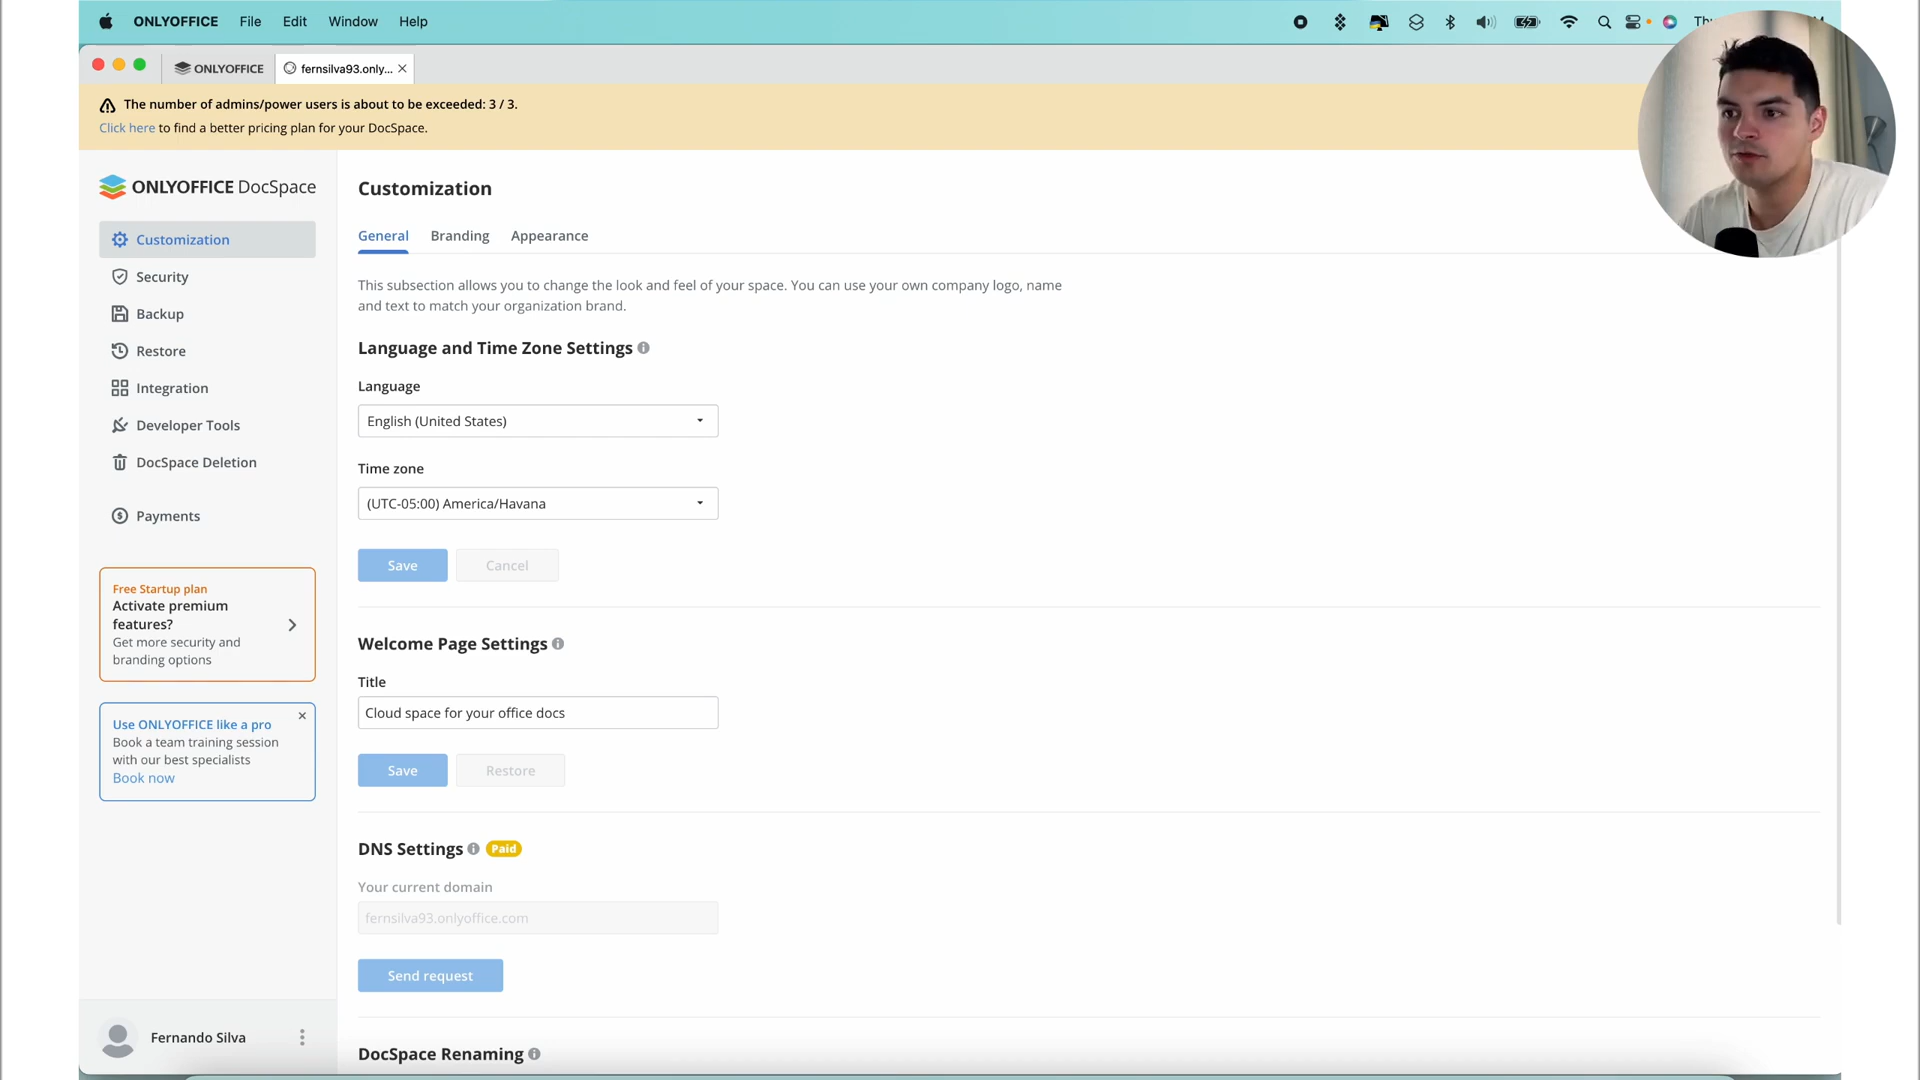 ONLYOFFICE File Edit Window Help
ONLYOFFICE
fernsilva93.only...
The number of admins/power users is about to be exceeded: 3 / 3.
Click here to find a better pricing plan for your DocSpace.
ONLYOFFICE DocSpace
Customization
Security
Backup
Restore
Integration
Developer Tools
DocSpace Deletion
Payments
Free Startup plan
Activate premium
features?
Get more security and
branding options
Use ONLYOFFICE like a pro
Book a team training session
with our best specialists
Book now
Fernando Silva
Customization
General Branding Appearance
This subsection allows you to change the look and feel of your space. You can use your own company logo, name
and text to match your organization brand.
Language and Time Zone Settings
Language
English (United States)
Time zone
(UTC-05:00) America/Havana
Save Cancel
Welcome Page Settings
Title
Cloud space for your office docs
Save Restore
DNS Settings Paid
Your current domain
fernsilva93.onlyoffice.com
Send request
DocSpace Renaming